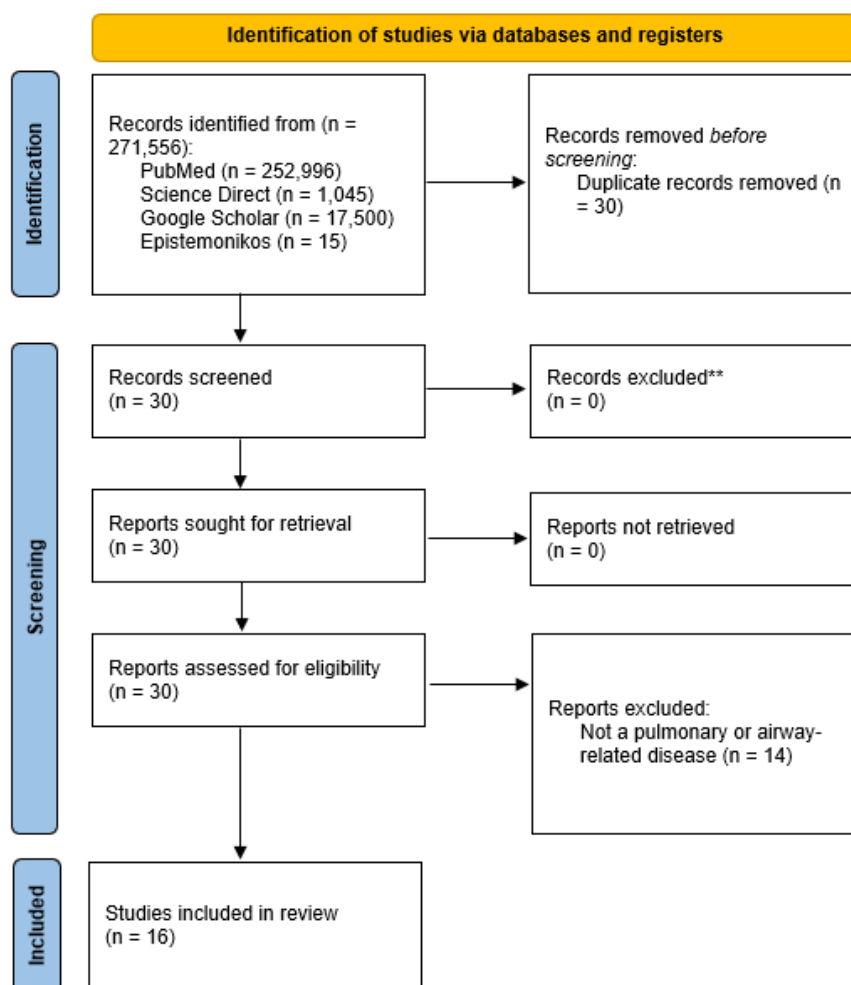 Identification of studies via databases and registers
Identification
Records identified from (n =
271,556):
PubMed (n = 252,996)
Science Direct (n = 1,045)
Google Scholar (n = 17,500)
Epistemonikos (n = 15)
Records removed before
screening:
Duplicate records removed (n
= 30)
Screening
Records screened
(n = 30)
Records excluded**
(n = 0)
Reports sought for retrieval
(n = 30)
Reports not retrieved
(n = 0)
Reports assessed for eligibility
(n = 30)
Reports excluded:
Not a pulmonary or airway-
related disease (n = 14)
Included
Studies included in review
(n = 16)